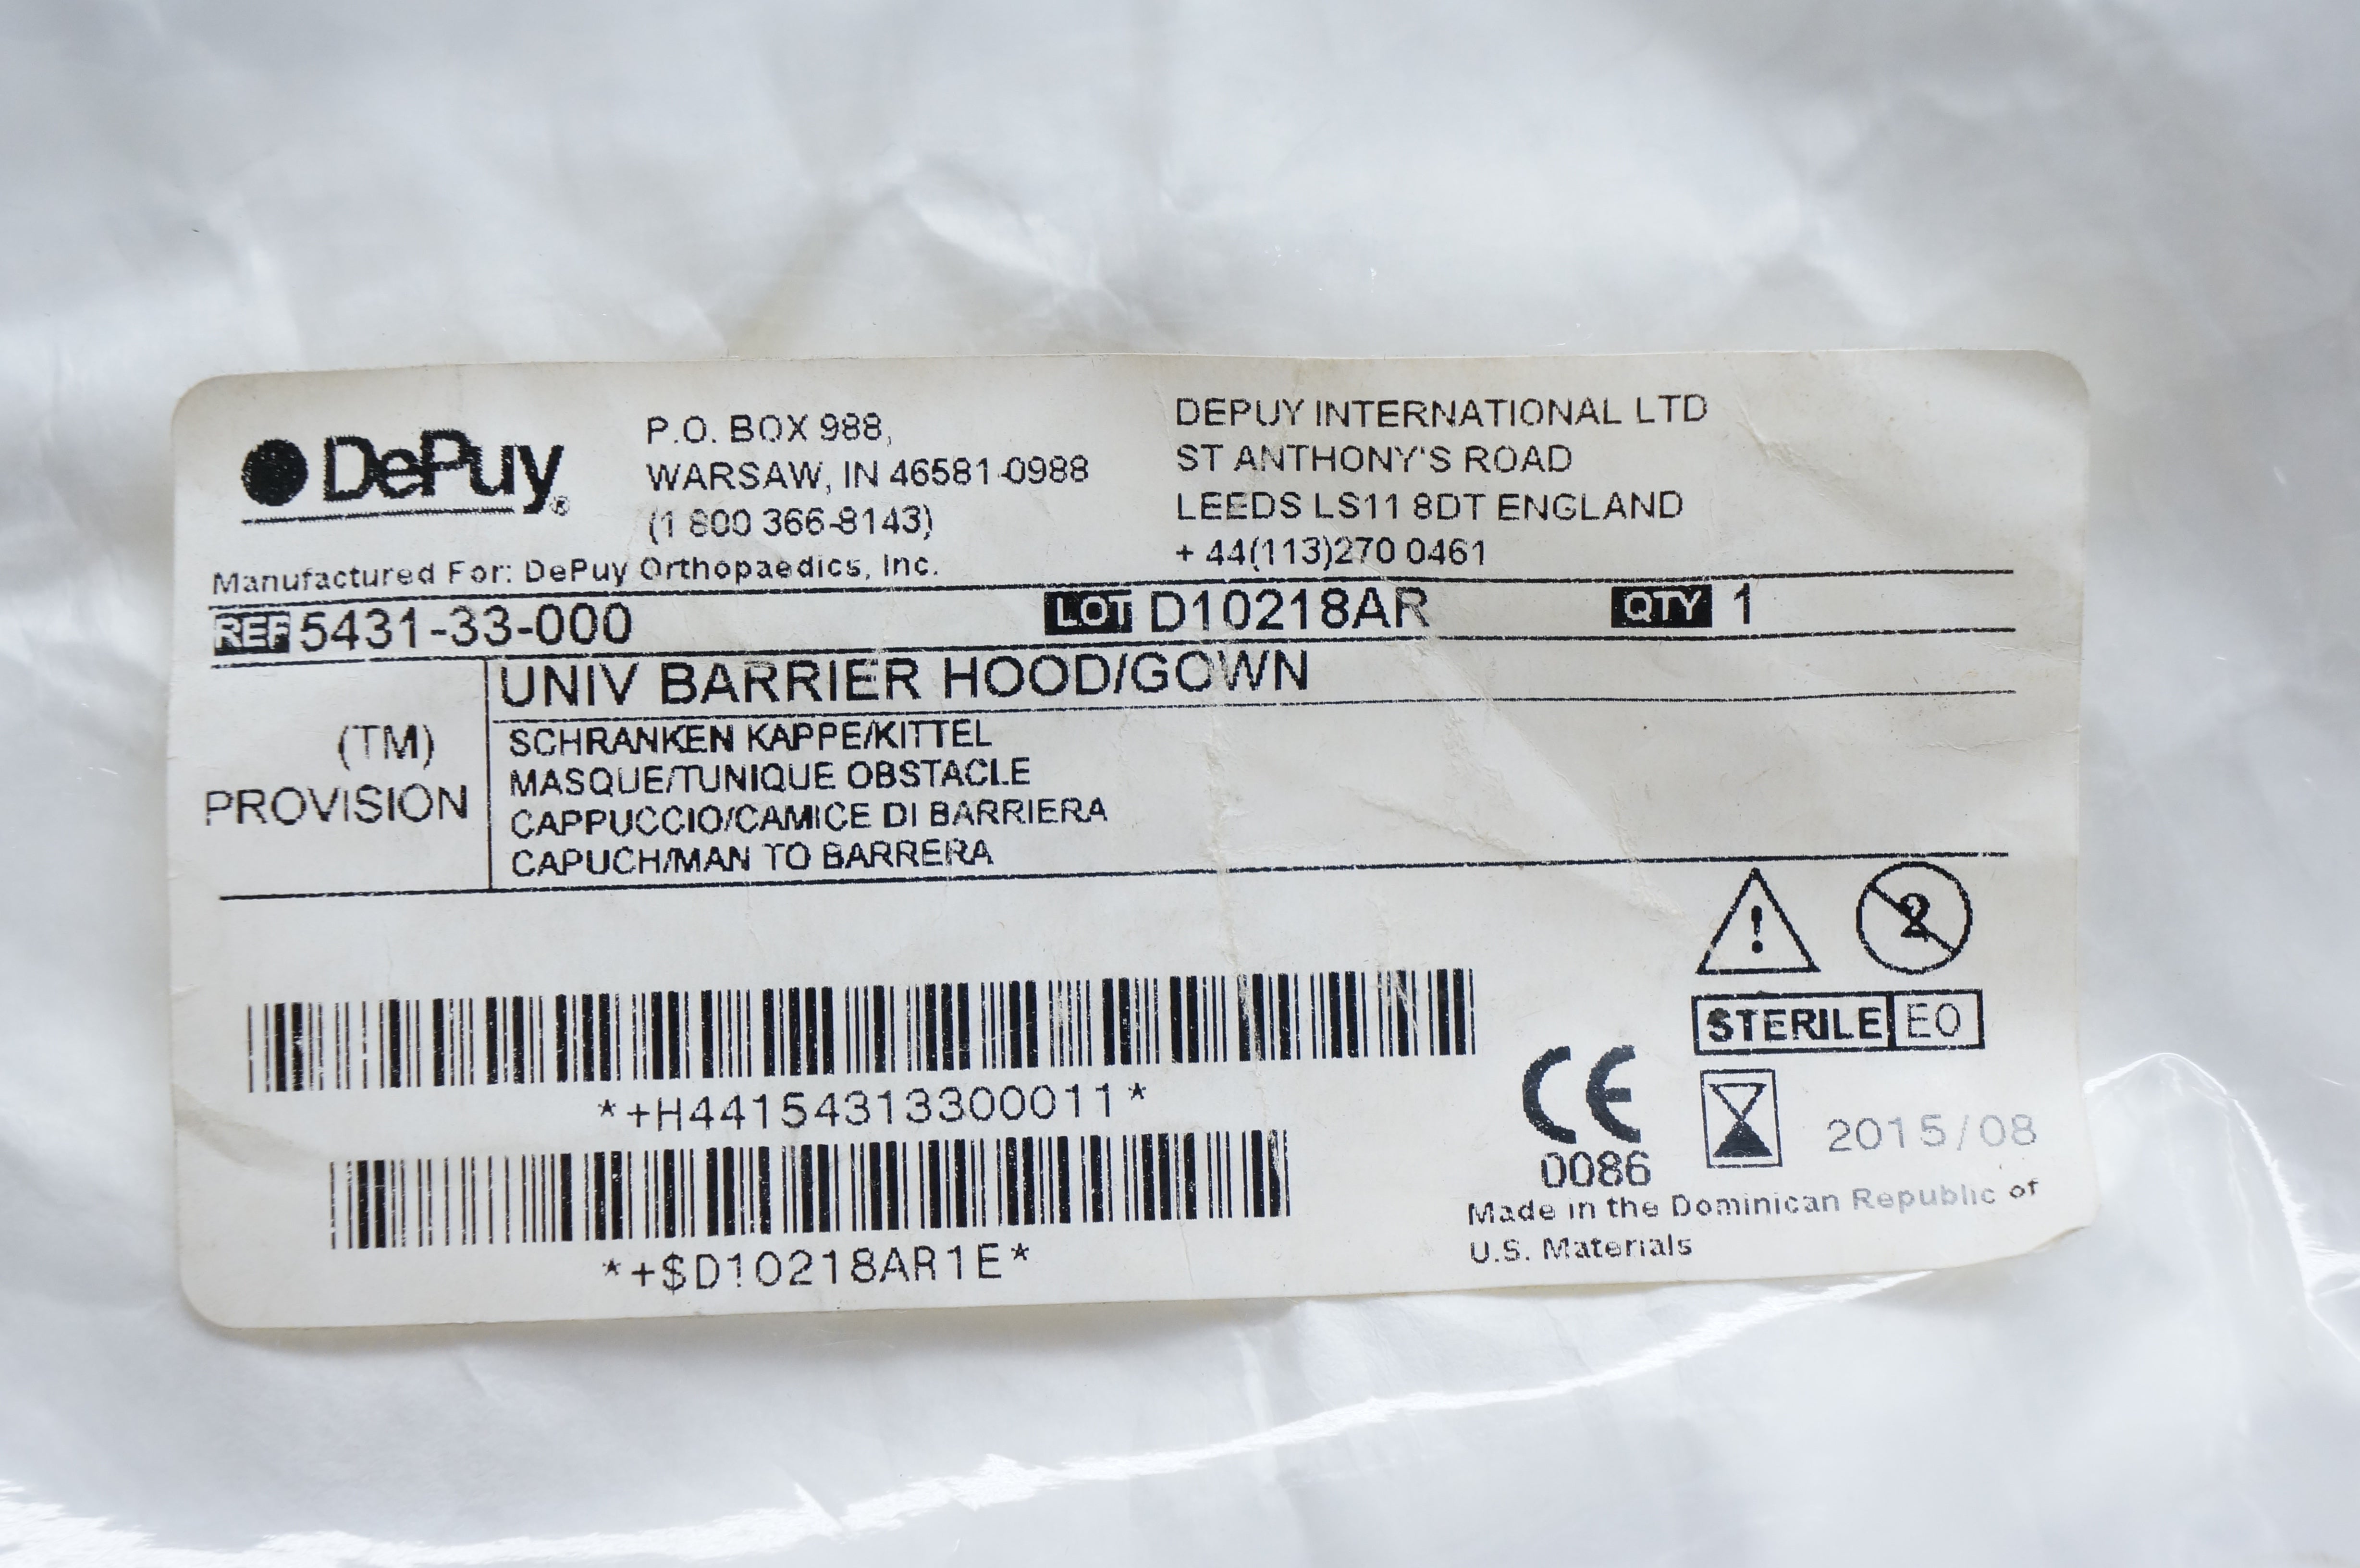 DePuy®
P.O. BOX 988,
WARSAW, IN 46581-0988
(1 800 366-8143)
Manufactured For: DePuy Orthopaedics, Inc.
DEPUY INTERNATIONAL LTD
ST ANTHONY'S ROAD
LEEDS LS11 8DT ENGLAND
+ 44(113)270 0461
REF 5431-33-000 LOT D10218AR QTY 1
UNIV BARRIER HOOD/GOWN
(TM)
PROVISION
SCHRANKEN KAPPE/KITTEL
MASQUE/TUNIQUE OBSTACLE
CAPPUCCIO/CAMICE DI BARRIERA
CAPUCH/MAN TO BARRERA
2
STERILE EO
*+H44154313300011*
CE
0086
2015/08
*+$D10218AR1E*
Made in the Dominican Republic of
U.S. Materials